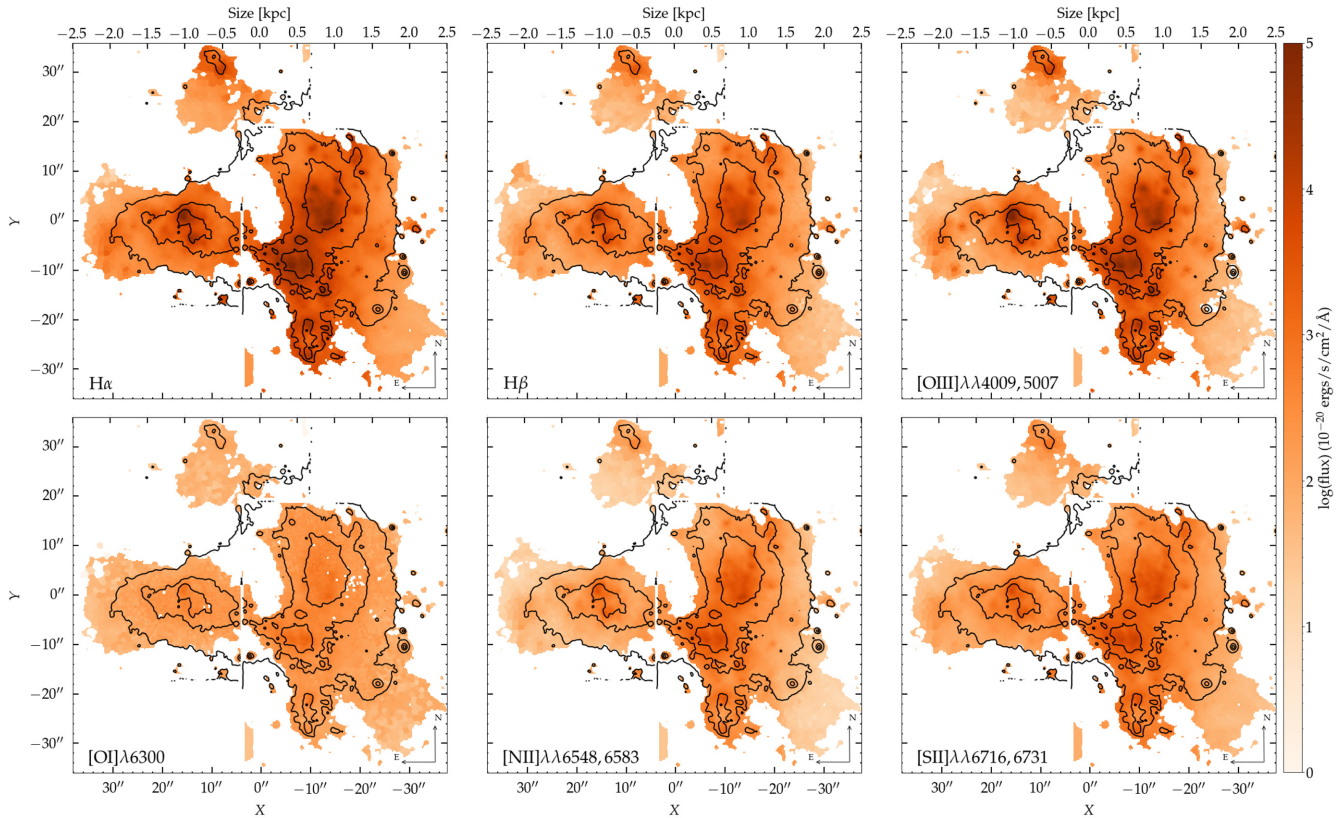 Size [kpc] Size [kpc] Size [kpc]
−2.5 −2.0 −1.5 −1.0 −0.5 0.0 0.5 1.0 1.5 2.0 2.5 −2.5 −2.0 −1.5 −1.0 −0.5 0.0 0.5 1.0 1.5 2.0 2.5 −2.5 −2.0 −1.5 −1.0 −0.5 0.0 0.5 1.0 1.5 2.0 2.5
30″
20″
10″
0″
−10″
−20″
−30″
Y
Hα
N
E
Hβ
N
E
[OIII]λλ4009,5007
N
E
30″
20″
10″
0″
−10″
−20″
−30″
Y
[OI]λ6300
N
E
[NII]λλ6548,6583
N
E
[SII]λλ6716,6731
N
E
30″ 20″ 10″ 0″ −10″ −20″ −30″ 30″ 20″ 10″ 0″ −10″ −20″ −30″ 30″ 20″ 10″ 0″ −10″ −20″ −30″
X X X
5
4
3
2
1
0
log(flux) (10⁻²⁰ ergs/s/cm²/Å)